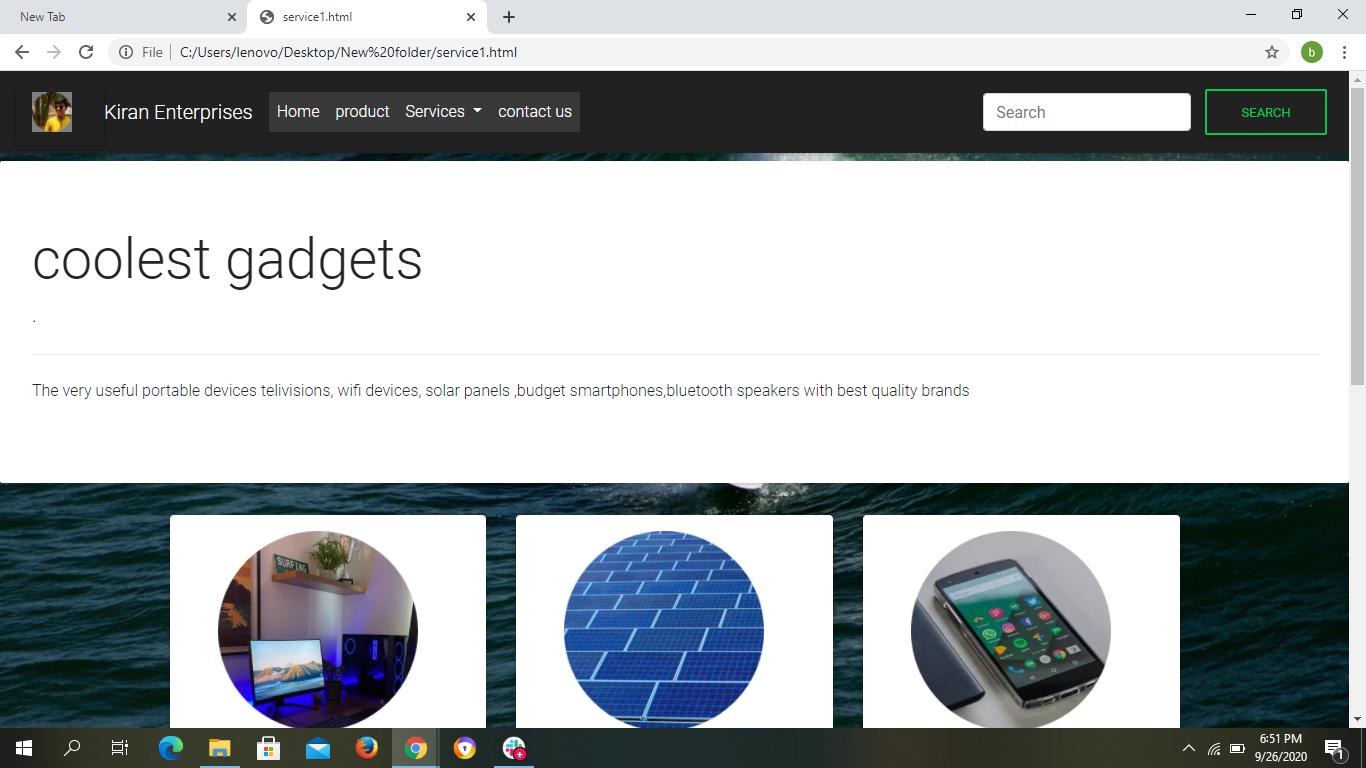 New Tab
service1.html
File
C:/Users/lenovo/Desktop/New%20folder/service1.html
b
Kiran Enterprises
Home
product
Services
contact us
Search
SEARCH
coolest gadgets
.
The very useful portable devices telivisions, wifi devices, solar panels ,budget smartphones,bluetooth speakers with best quality brands
SURFING
6:51 PM
9/26/2020
1